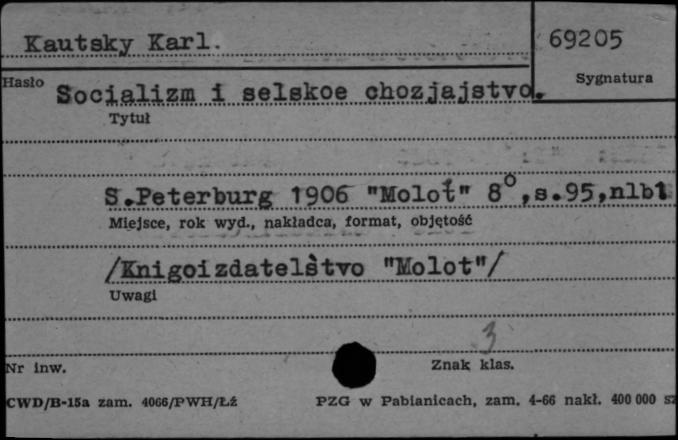 Kautsky Karl.
69205
Hasło
Sygnatura
Socjalizm i selskoe chozjajstvo.
Tytuł
S.Peterburg 1906 "Molot" 8°,s.95,nlb1
Miejsce, rok wyd., nakładca, format, objętość
/Knigoizdatelstvo "Molot"/
Uwagi
3
Nr inw.
Znak klas.
CWD/B-15a zam. 4066/PWH/Łź
PZG w Pabianicach, zam. 4-66 nakł. 400 000 sz